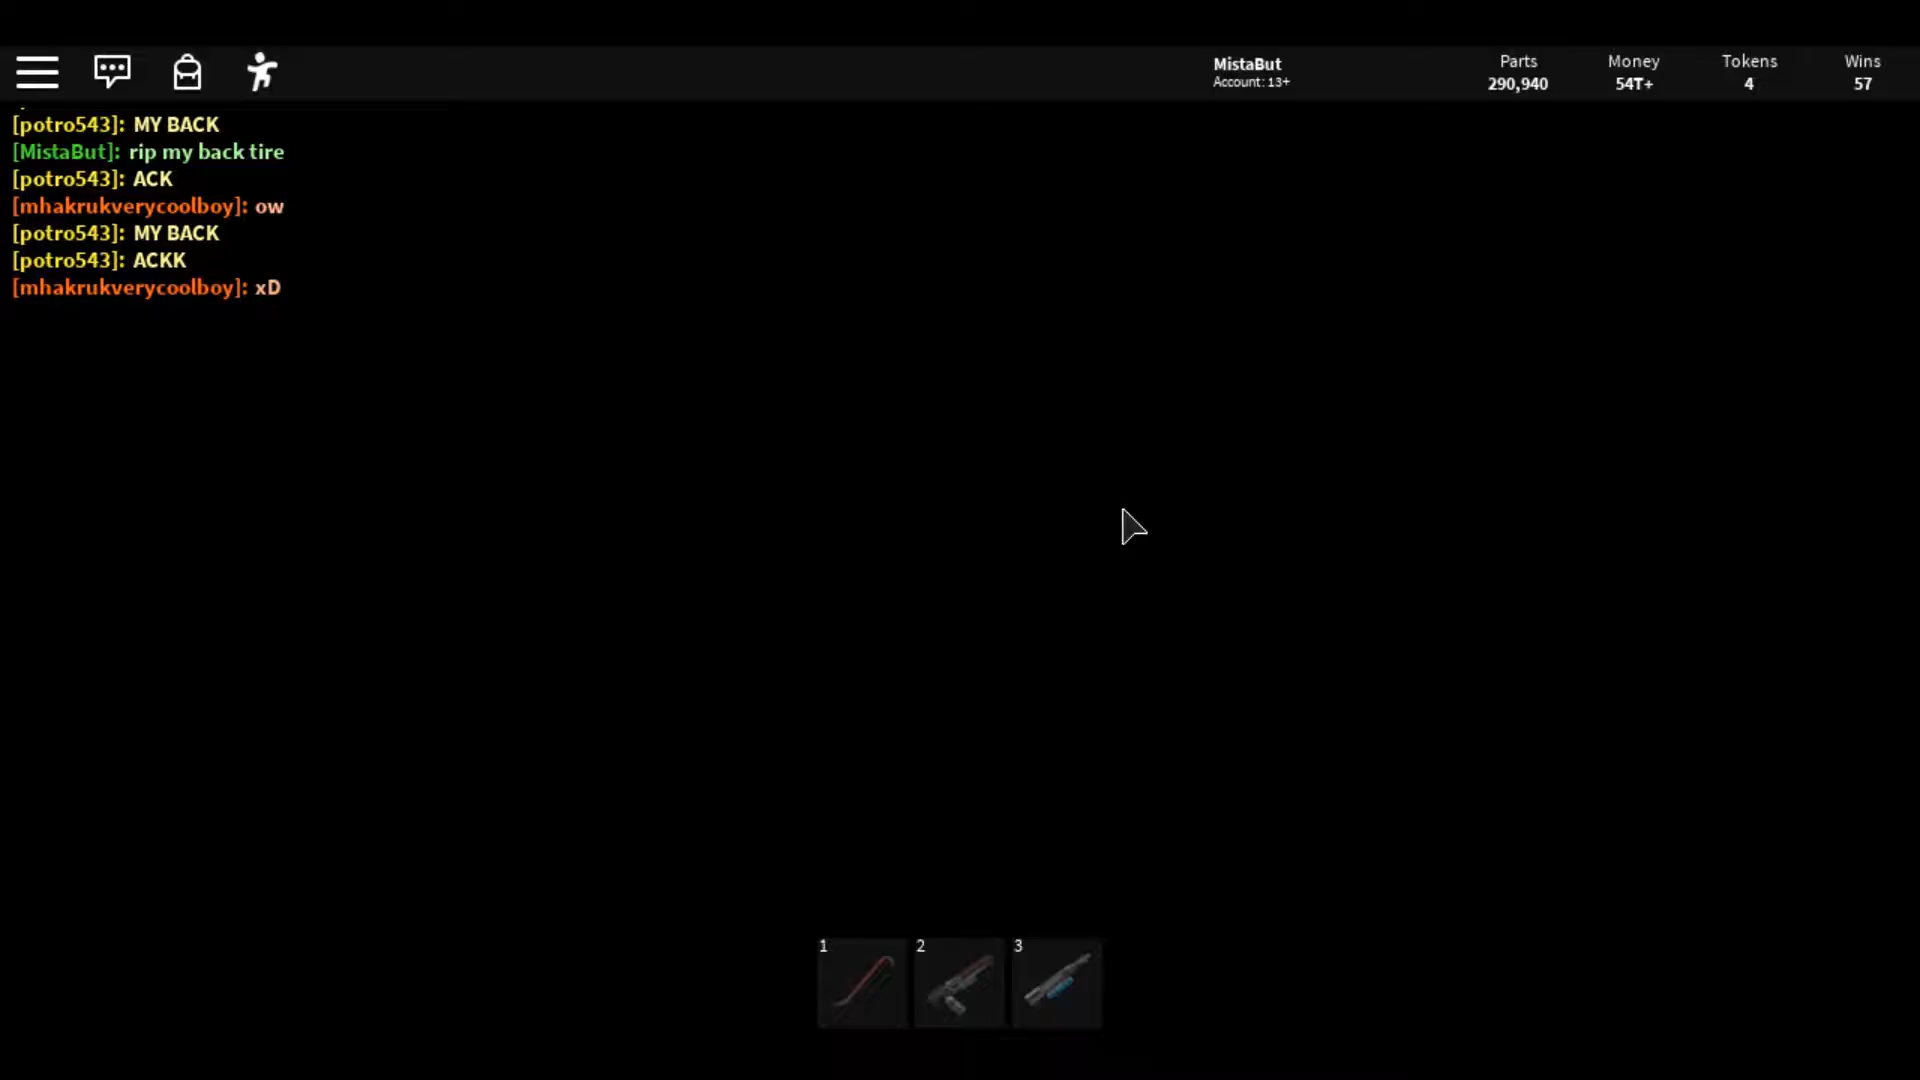 MistaBut
Account: 13+
Parts
290,940
Money
54T+
Tokens
4
Wins
57
[potro543]: MY BACK
[MistaBut]: rip my back tire
[potro543]: ACK
[mhakrukverycoolboy]: ow
[potro543]: MY BACK
[potro543]: ACKK
[mhakrukverycoolboy]: xD
1
2
3